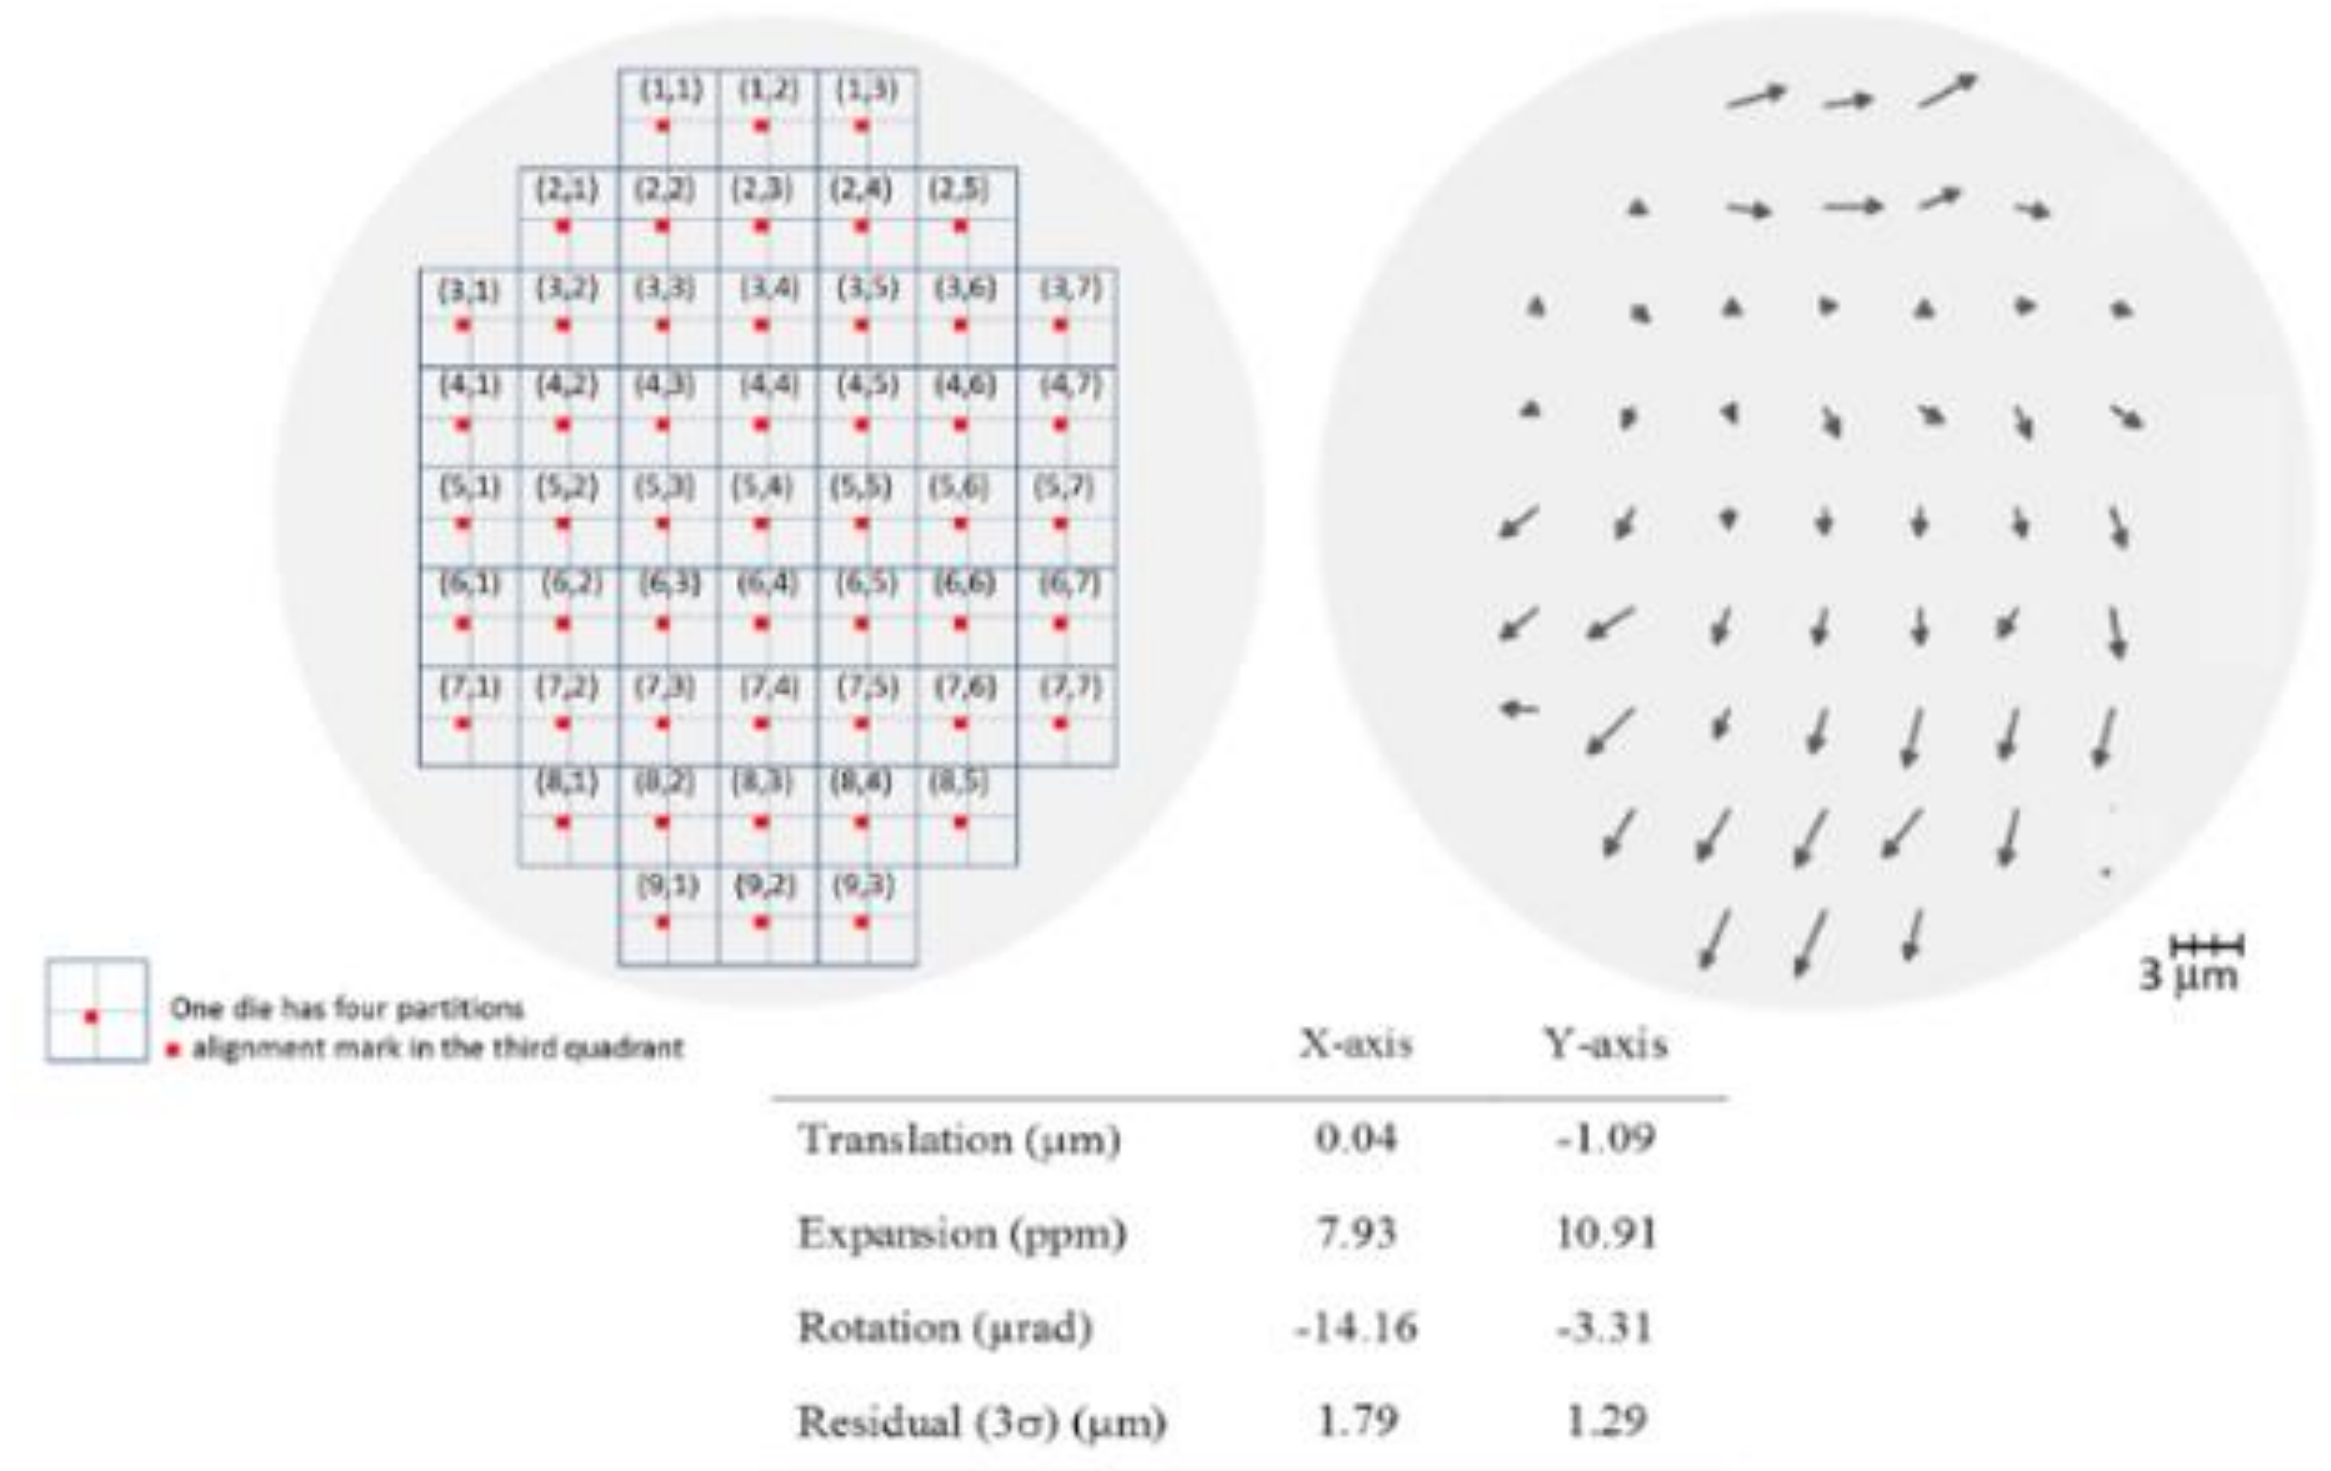 (1,1) (1,2) (1,3)
(2,1) (2,2) (2,3) (2,4) (2,5)
(3,1) (3,2) (3,3) (3,4) (3,5) (3,6) (3,7)
(4,1) (4,2) (4,3) (4,4) (4,5) (4,6) (4,7)
(5,1) (5,2) (5,3) (5,4) (5,5) (5,6) (5,7)
(6,1) (6,2) (6,3) (6,4) (6,5) (6,6) (6,7)
(7,1) (7,2) (7,3) (7,4) (7,5) (7,6) (7,7)
(8,1) (8,2) (8,3) (8,4) (8,5)
(9,1) (9,2) (9,3)
One die has four partitions
alignment mark in the third quadrant
3 μm
X-axis Y-axis
Translation (μm) 0.04 -1.09
Expansion (ppm) 7.93 10.91
Rotation (μrad) -14.16 -3.31
Residual (3σ) (μm) 1.79 1.29